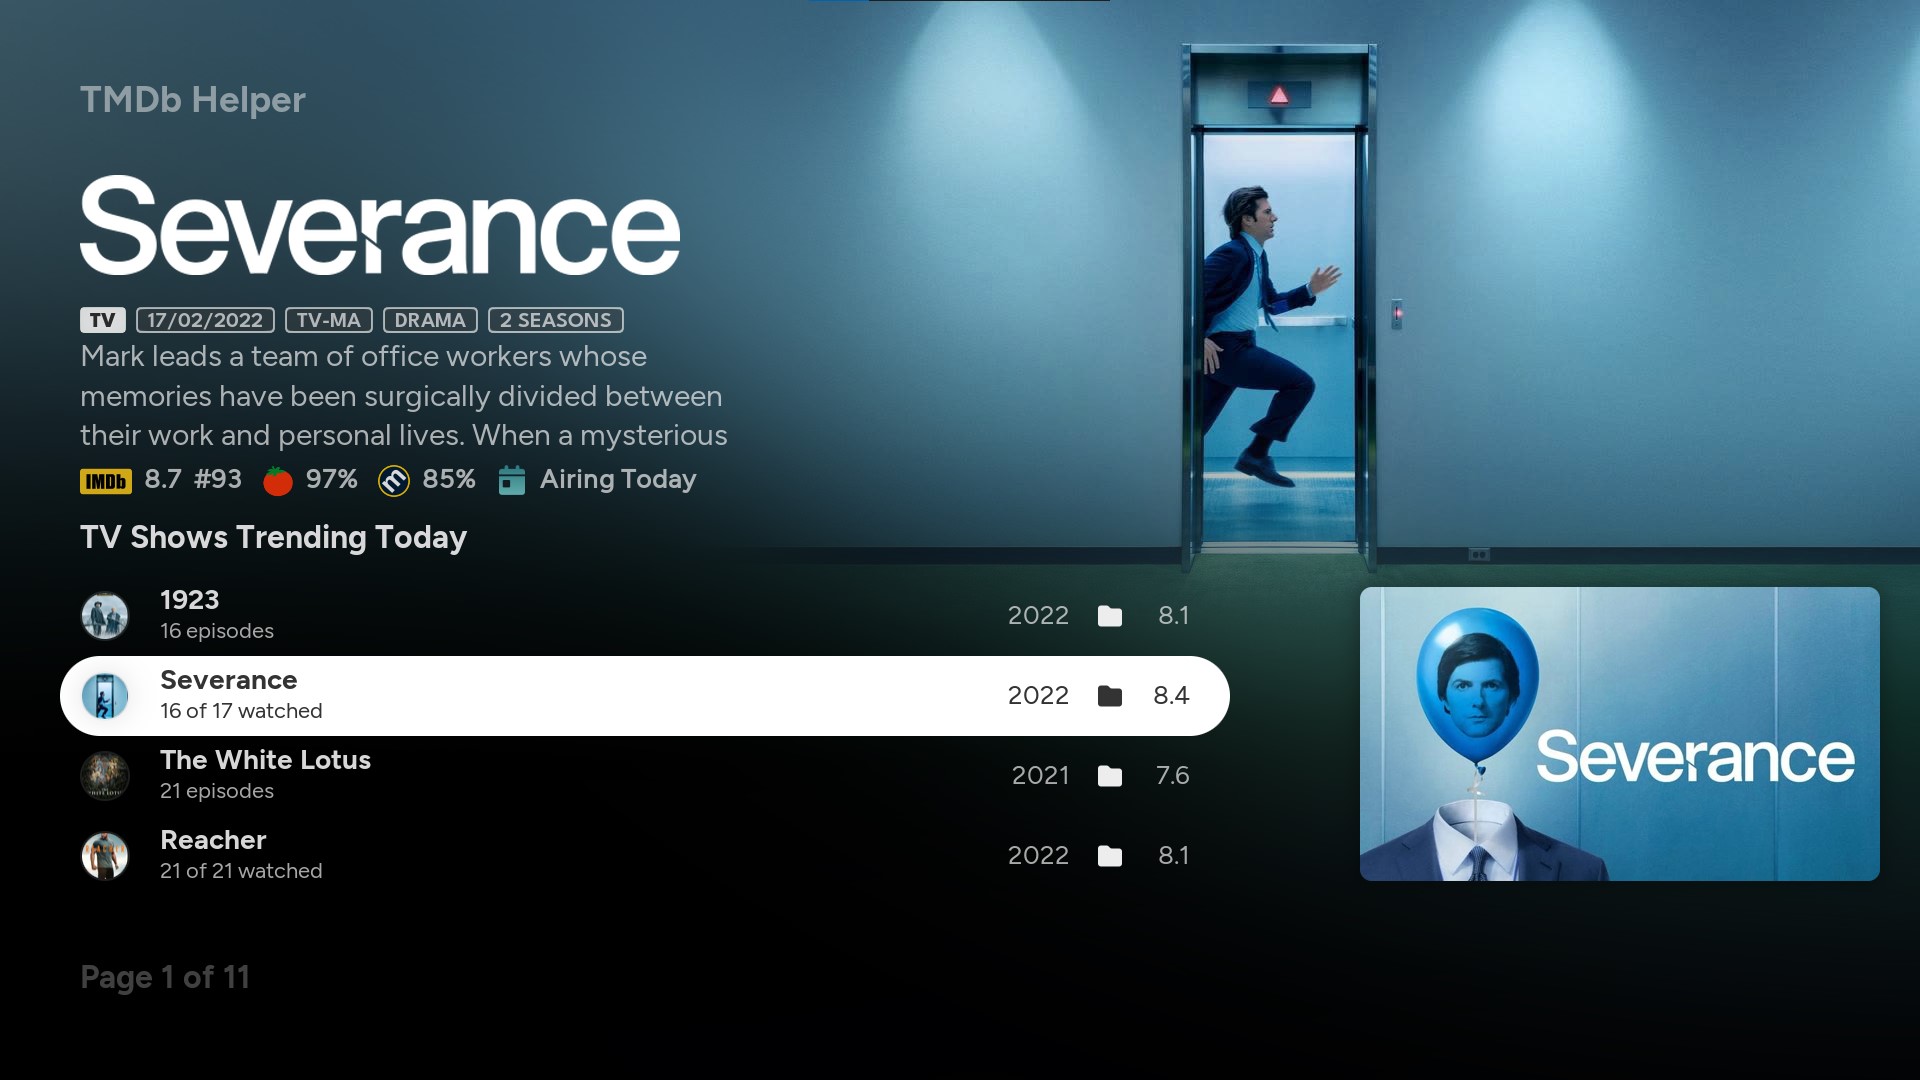 TMDb Helper
Severance
TV 17/02/2022 TV-MA DRAMA 2 SEASONS
Mark leads a team of office workers whose
memories have been surgically divided between
their work and personal lives. When a mysterious
IMDb 8.7 #93 97% m 85% Airing Today
TV Shows Trending Today
1923
16 episodes
2022 8.1
Severance
16 of 17 watched
2022 8.4
The White Lotus
21 episodes
2021 7.6
Reacher
21 of 21 watched
2022 8.1
Severance
Page 1 of 11